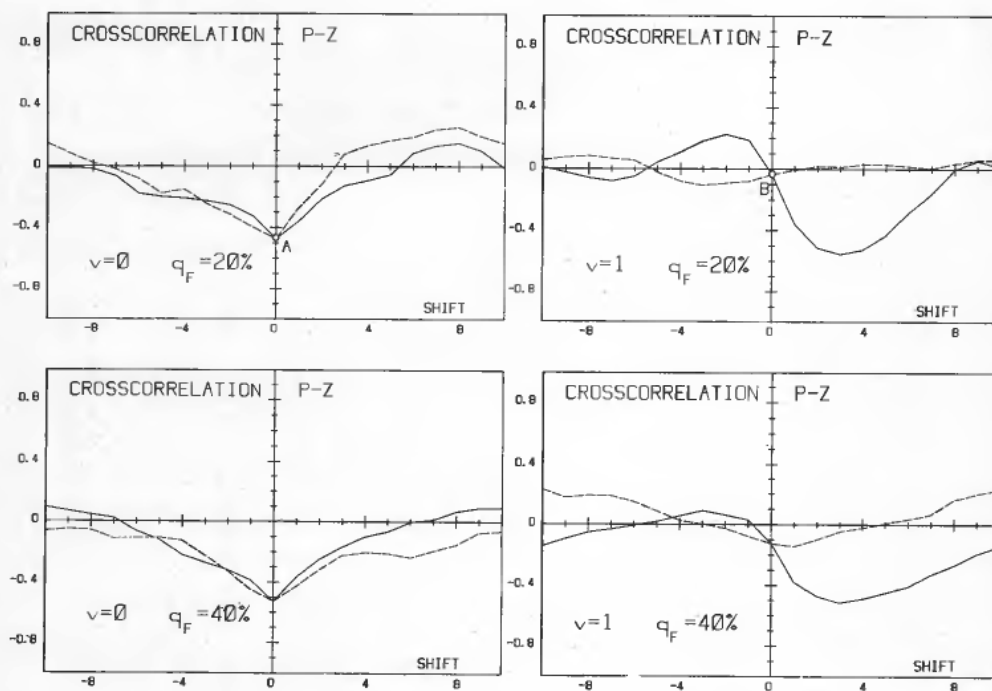 CROSSCORRELATION P-Z
0.8
0.4
0
-0.4
-0.8
A
v=0 q_F=20%
SHIFT
-8 -4 0 4 8
CROSSCORRELATION P-Z
0.8
0.4
0
-0.4
-0.8
B
v=1 q_F=20%
SHIFT
-8 -4 0 4 8
CROSSCORRELATION P-Z
0.8
0.4
0
-0.4
-0.8
v=0 q_F=40%
SHIFT
-8 -4 0 4 8
CROSSCORRELATION P-Z
0.8
0.4
0
-0.4
-0.8
v=1 q_F=40%
SHIFT
-8 -4 0 4 8